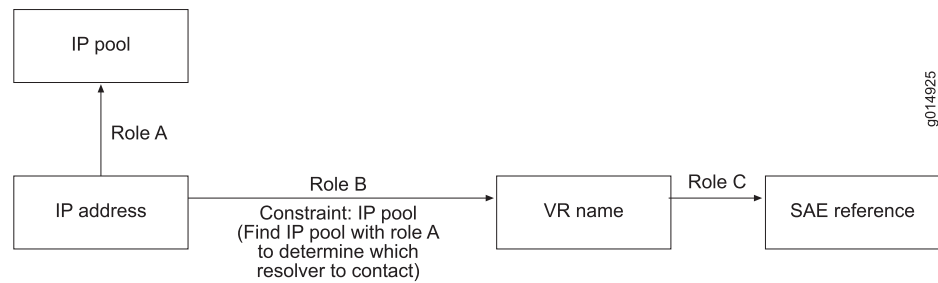 IP pool
g014925
Role A
IP address
Role B
Constraint: IP pool
(Find IP pool with role A
to determine which
resolver to contact)
VR name
Role C
SAE reference